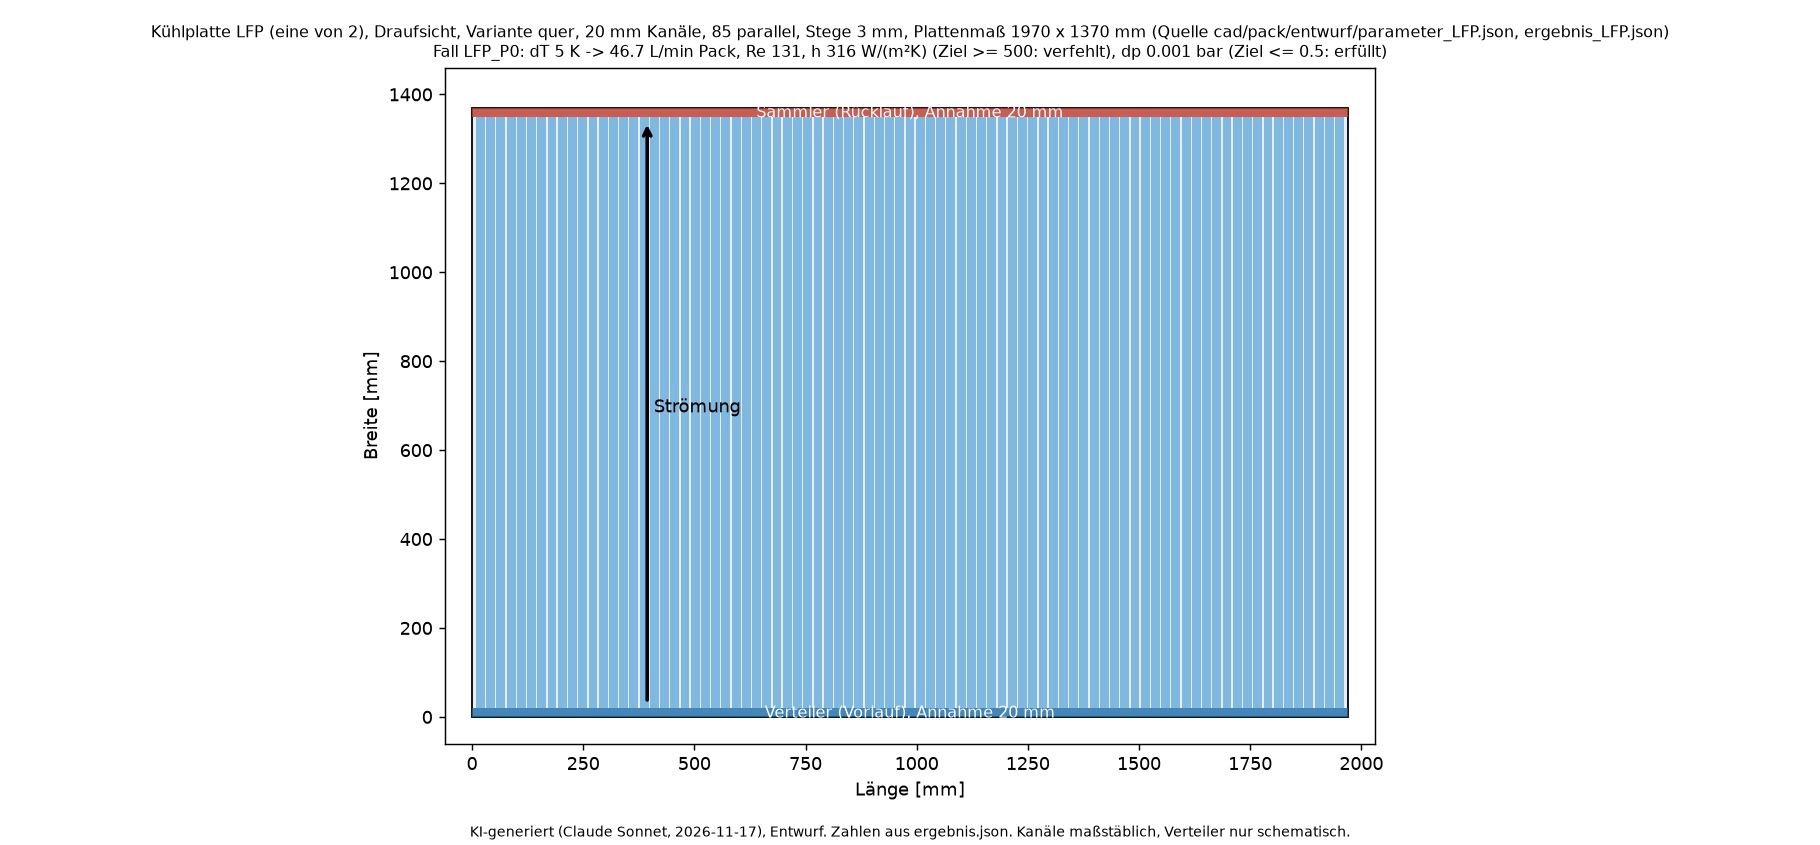 Kühlplatte LFP (eine von 2), Draufsicht, Variante quer, 20 mm Kanäle, 85 parallel, Stege 3 mm, Plattenmaß 1970 x 1370 mm (Quelle cad/pack/entwurf/parameter_LFP.json, ergebnis_LFP.json)
Fall LFP_P0: dT 5 K -> 46.7 L/min Pack, Re 131, h 316 W/(m²K) (Ziel >= 500: verfehlt), dp 0.001 bar (Ziel <= 0.5: erfüllt)
1400
Sammler (Rücklauf), Annahme 20 mm
1200
1000
800
Breite [mm]
Strömung
600
400
200
0
Verteiler (Vorlauf), Annahme 20 mm
0 250 500 750 1000 1250 1500 1750 2000
Länge [mm]
KI-generiert (Claude Sonnet, 2026-11-17), Entwurf. Zahlen aus ergebnis.json. Kanäle maßstäblich, Verteiler nur schematisch.